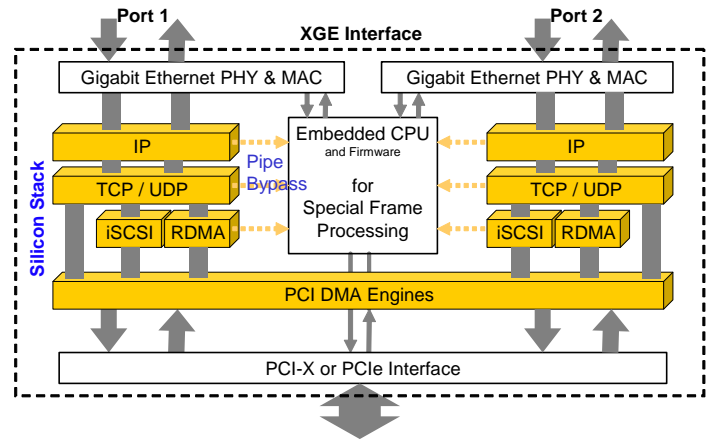 Port 1
Port 2
XGE Interface
Gigabit Ethernet PHY & MAC
Gigabit Ethernet PHY & MAC
Embedded CPU
and Firmware
for
Special Frame
Processing
IP
IP
Pipe
Bypass
TCP / UDP
TCP / UDP
iSCSI
RDMA
iSCSI
RDMA
Silicon Stack
PCI DMA Engines
PCI-X or PCIe Interface